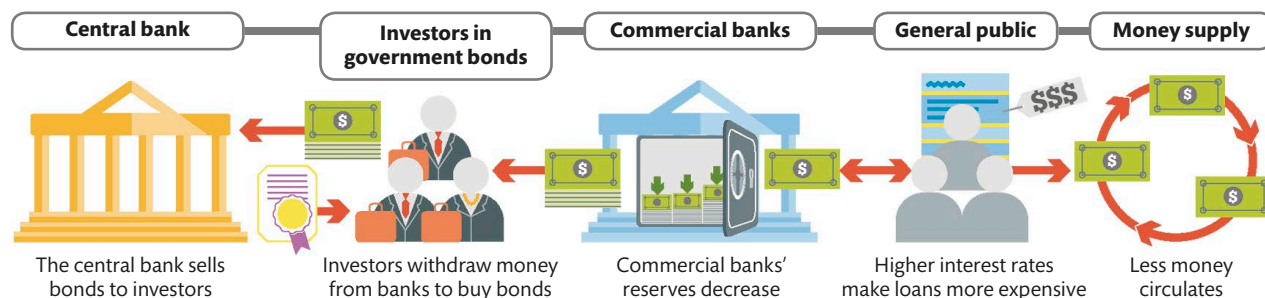 Central bank
Investors in
government bonds
Commercial banks
General public
Money supply
$
$
$
$$$
$
$
$
The central bank sells
bonds to investors
Investors withdraw money
from banks to buy bonds
Commercial banks’
reserves decrease
Higher interest rates
make loans more expensive
Less money
circulates